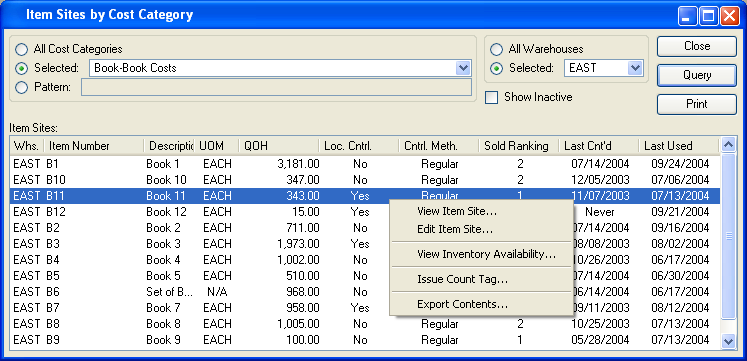 Item Sites by Cost Category
All Cost Categories
Selected: Book-Book Costs
Pattern:
All Warehouses
Selected: EAST
Show Inactive
Close
Query
Print
Item Sites:
Whs. Item Number Descriptic UOM QOH Loc. Cntrl. Cntrl. Meth. Sold Ranking Last Cnt'd Last Used
EAST B1 Book 1 EACH 3,181.00 No Regular 2 07/14/2004 09/24/2004
EAST B10 Book 10 EACH 347.00 No Regular 2 12/05/2003 07/06/2004
EAST B11 Book 11 EACH 343.00 Yes Regular 1 11/07/2003 07/13/2004
EAST B12 Book 12 EACH 15.00 Yes Never 09/21/2004
EAST B2 Book 2 EACH 711.00 No 07/14/2004 09/16/2004
EAST B3 Book 3 EACH 1,973.00 Yes 08/08/2003 08/02/2004
EAST B4 Book 4 EACH 1,002.00 No 10/26/2003 07/13/2004
EAST B5 Book 5 EACH 510.00 No 07/14/2004 07/13/2004
EAST B6 Set of B... N/A 968.00 No 06/14/2004 06/17/2004
EAST B7 Book 7 EACH 958.00 Yes 09/11/2003 08/12/2004
EAST B8 Book 8 EACH 1,005.00 No Regular 2 10/25/2003 07/13/2004
EAST B9 Book 9 EACH 100.00 No Regular 1 05/28/2004 07/13/2004
View Item Site...
Edit Item Site...
View Inventory Availability...
Issue Count Tag...
Export Contents...